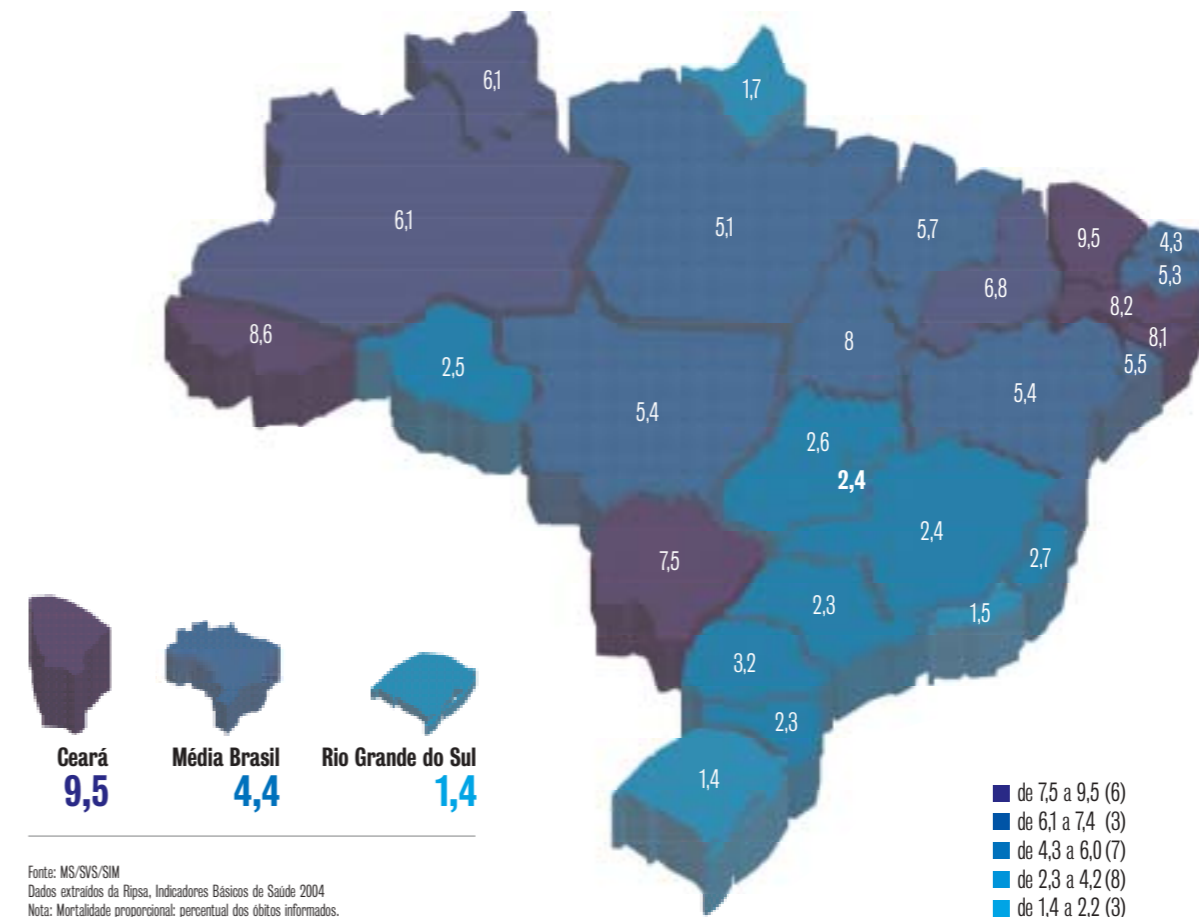 6,1
1,7
6,1
5,1
5,7
9,5
4,3
5,3
6,8
8,2
8,6
8,1
8
5,5
2,5
5,4
5,4
2,6
2,4
2,4
7,5
2,7
2,3
1,5
3,2
2,3
1,4
Ceará
9,5
Média Brasil
4,4
Rio Grande do Sul
1,4
de 7,5 a 9,5 (6)
de 6,1 a 7,4 (3)
de 4,3 a 6,0 (7)
de 2,3 a 4,2 (8)
de 1,4 a 2,2 (3)
Fonte: MS/SVS/SIM
Dados extraídos da Ripsa, Indicadores Básicos de Saúde 2004
Nota: Mortalidade proporcional: percentual dos óbitos informados.